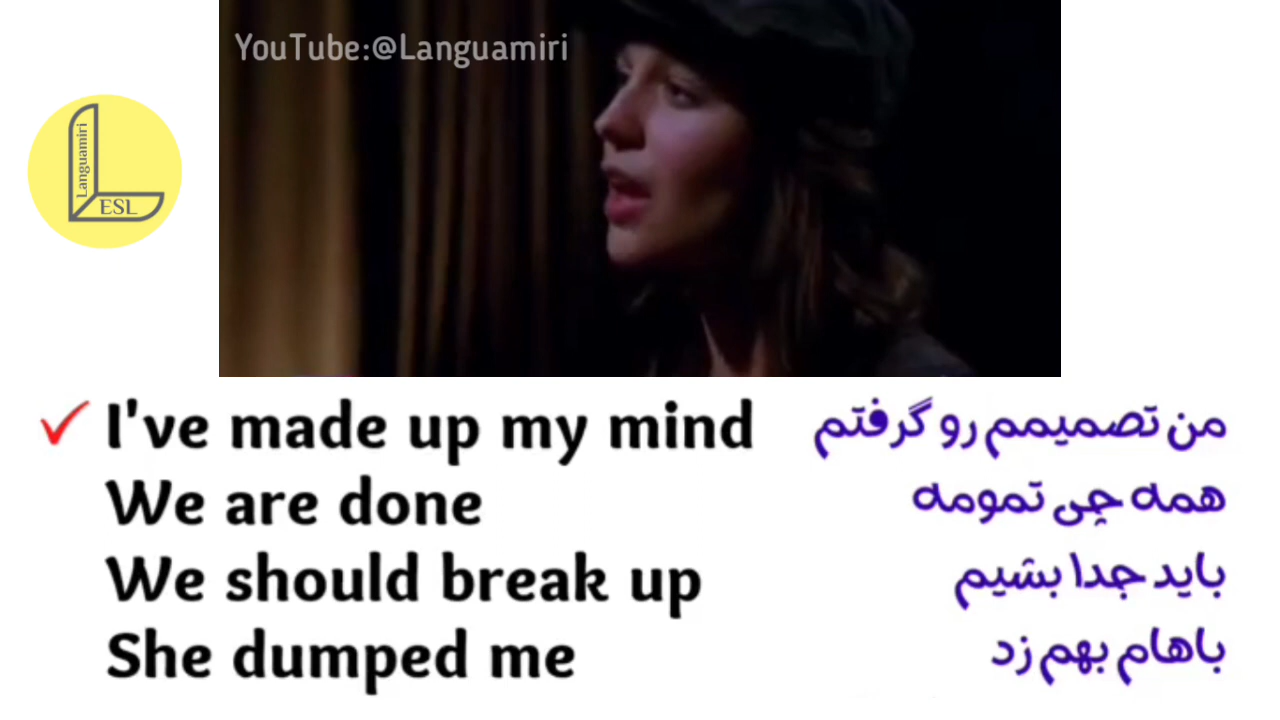 YouTube:@Languamiri
Languamiri
ESL
I've made up my mind من تصمیمم رو گرفتم
We are done همه چی تمومه
We should break up باید جدا بشیم
She dumped me باهام بهم زد